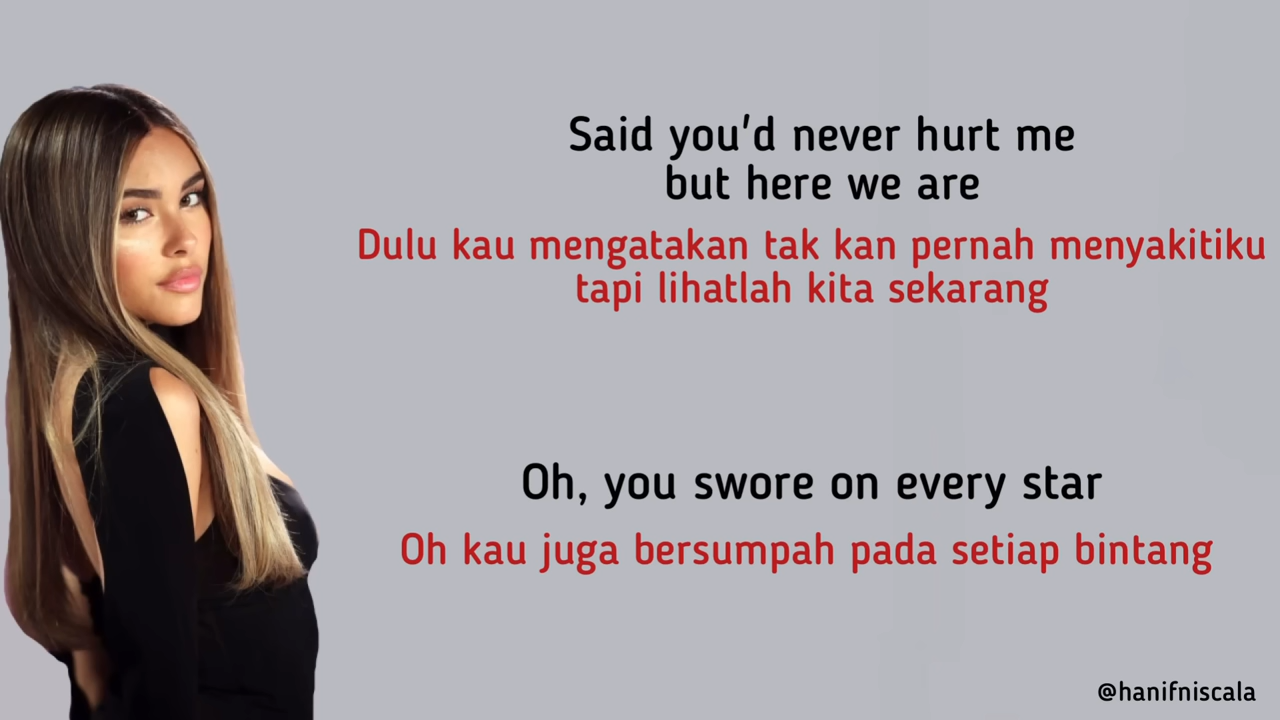 Said you'd never hurt me
but here we are
Dulu kau mengatakan tak kan pernah menyakitiku
tapi lihatlah kita sekarang
Oh, you swore on every star
Oh kau juga bersumpah pada setiap bintang
@hanifniscala